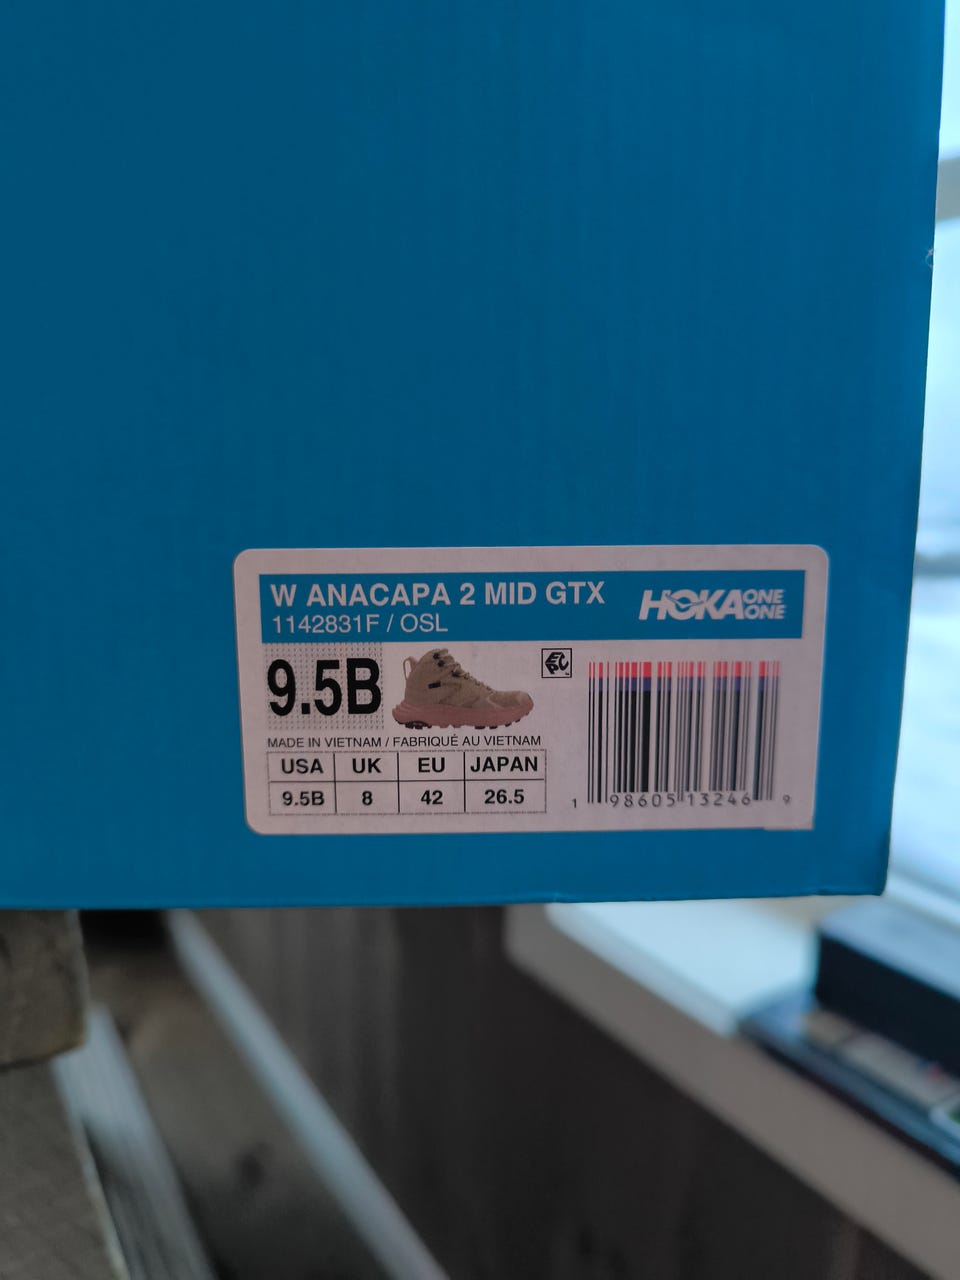 W ANACAPA 2 MID GTX
1142831F / OSL
HOKA ONE ONE
9.5B
MADE IN VIETNAM / FABRIQUÉ AU VIETNAM
USA UK EU JAPAN
9.5B 8 42 26.5
1 98605 13246 9